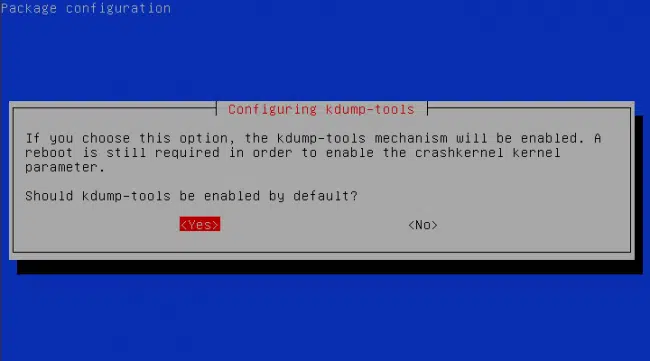 Package configuration
Configuring kdump-tools
If you choose this option, the kdump-tools mechanism will be enabled. A
reboot is still required in order to enable the crashkernel kernel
parameter.
Should kdump-tools be enabled by default?
<Yes> <No>